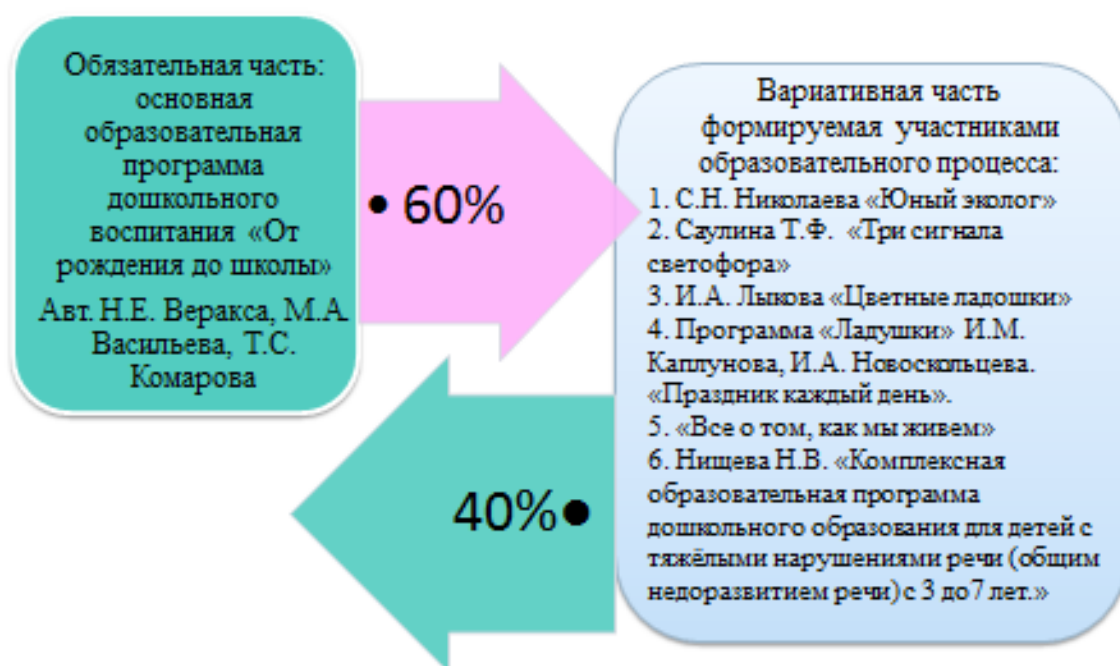 Обязательная часть:
основная
образовательная
программа
дошкольного
воспитания «От
рождения до школы»
Авт. Н.Е. Веракса, М.А.
Васильева, Т.С.
Комарова
• 60%
40%•
Вариативная часть
формируемая участниками
образовательного процесса:
1. С.Н. Николаева «Юный эколог»
2. Саулина Т.Ф. «Три сигнала
светофора»
3. И.А. Лыкова «Цветные ладошки»
4. Программа «Ладушки» И.М.
Каплунова, И.А. Новоскольцева.
«Праздник каждый день».
5. «Все о том, как мы живем»
6. Нищева Н.В. «Комплексная
образовательная программа
дошкольного образования для детей с
тяжёлыми нарушениями речи (общим
недоразвитием речи) с 3 до 7 лет.»